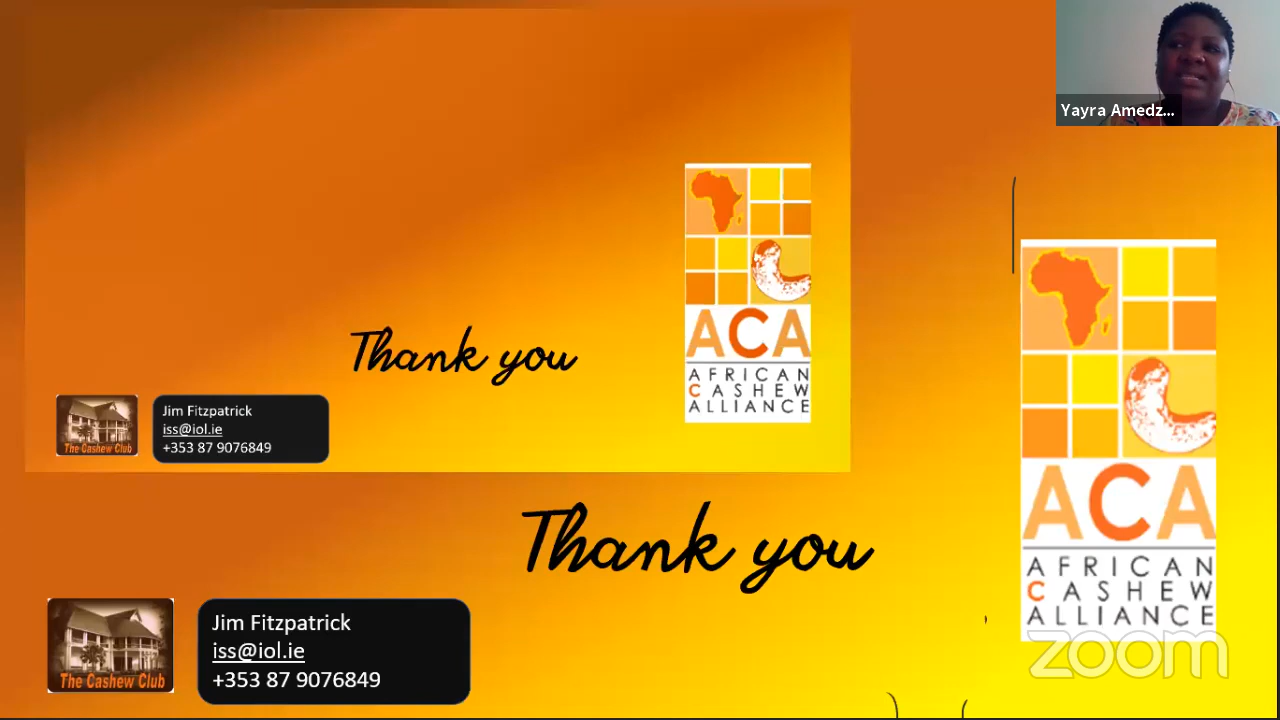 Yayra Amedz...
Thank you
ACA
AFRICAN
CASHEW
ALLIANCE
The Cashew Club
Jim Fitzpatrick
iss@iol.ie
+353 87 9076849
Thank you
ACA
AFRICAN
CASHEW
ALLIANCE
The Cashew Club
Jim Fitzpatrick
iss@iol.ie
+353 87 9076849
zoom